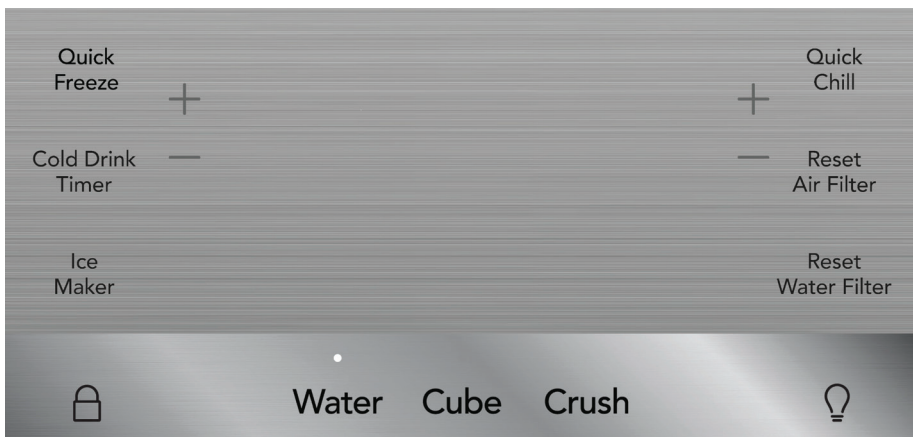 Quick
Freeze
+
−
Cold Drink
Timer
Ice
Maker
Quick
Chill
+
−
Reset
Air Filter
Reset
Water Filter
Water Cube Crush